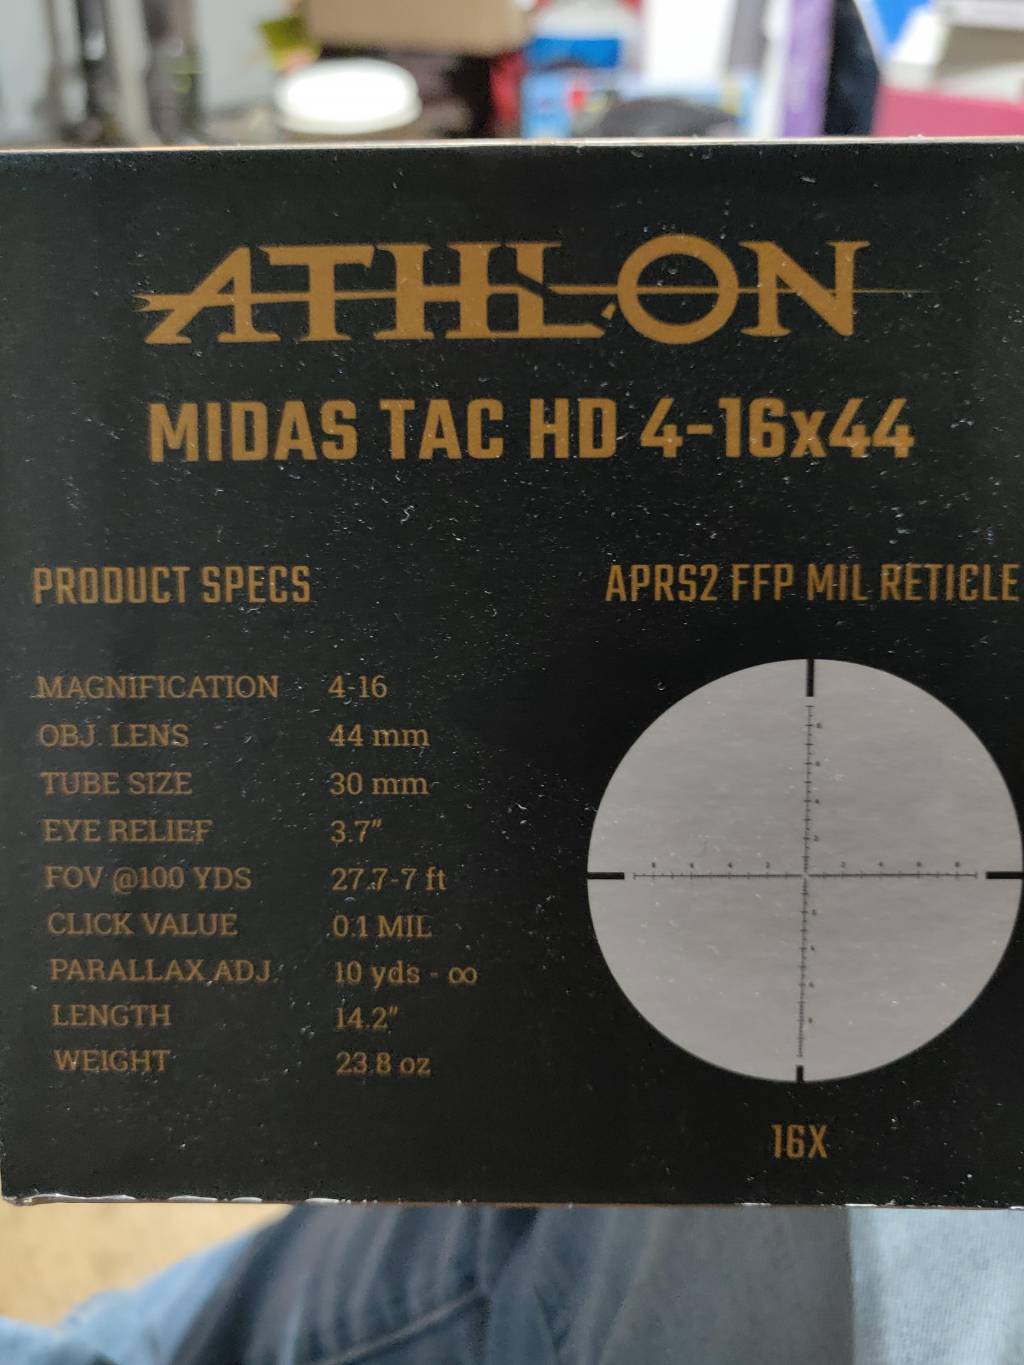 ATHLON
MIDAS TAC HD 4-16x44
PRODUCT SPECS
MAGNIFICATION 4-16
OBJ. LENS 44 mm
TUBE SIZE 30 mm
EYE RELIEF 3.7"
FOV @100 YDS 27.7-7 ft
CLICK VALUE 0.1 MIL
PARALLAX ADJ. 10 yds - ∞
LENGTH 14.2"
WEIGHT 23.8 oz
APRS2 FFP MIL RETICLE
16X